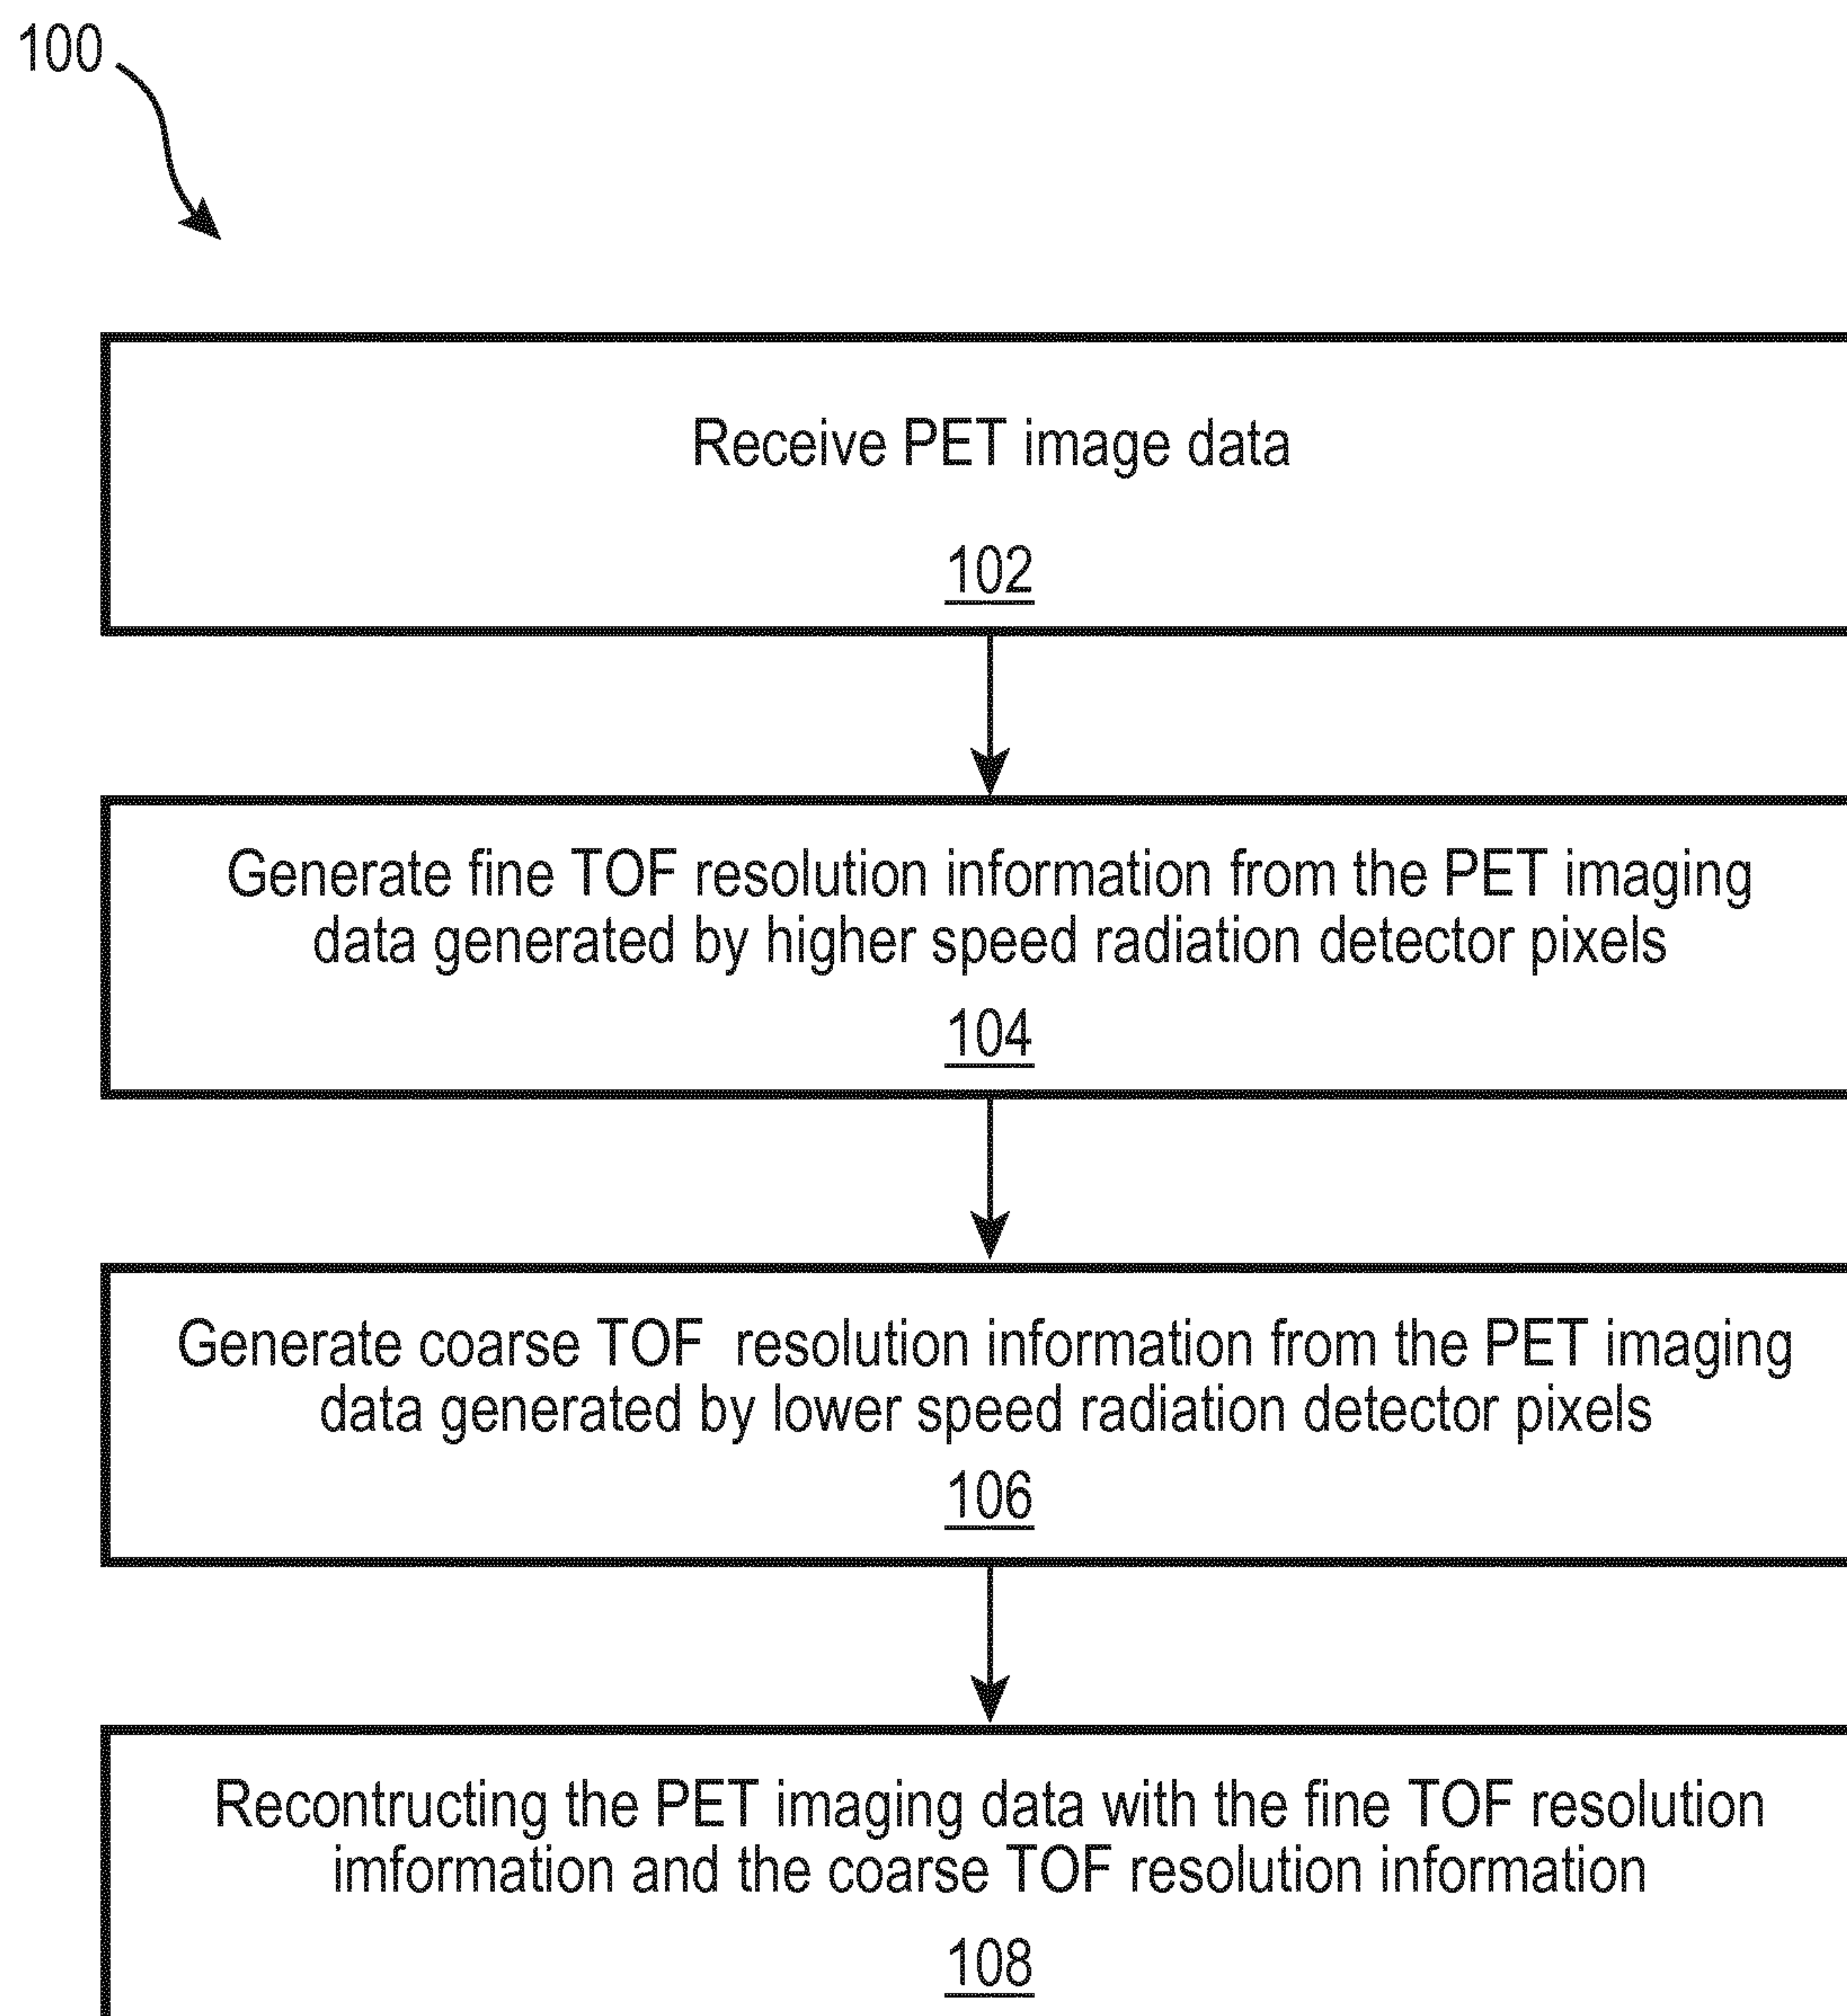 100
Receive PET image data
102
Generate fine TOF resolution information from the PET imaging
data generated by higher speed radiation detector pixels
104
Generate coarse TOF resolution information from the PET imaging
data generated by lower speed radiation detector pixels
106
Recontructing the PET imaging data with the fine TOF resolution
imformation and the coarse TOF resolution information
108